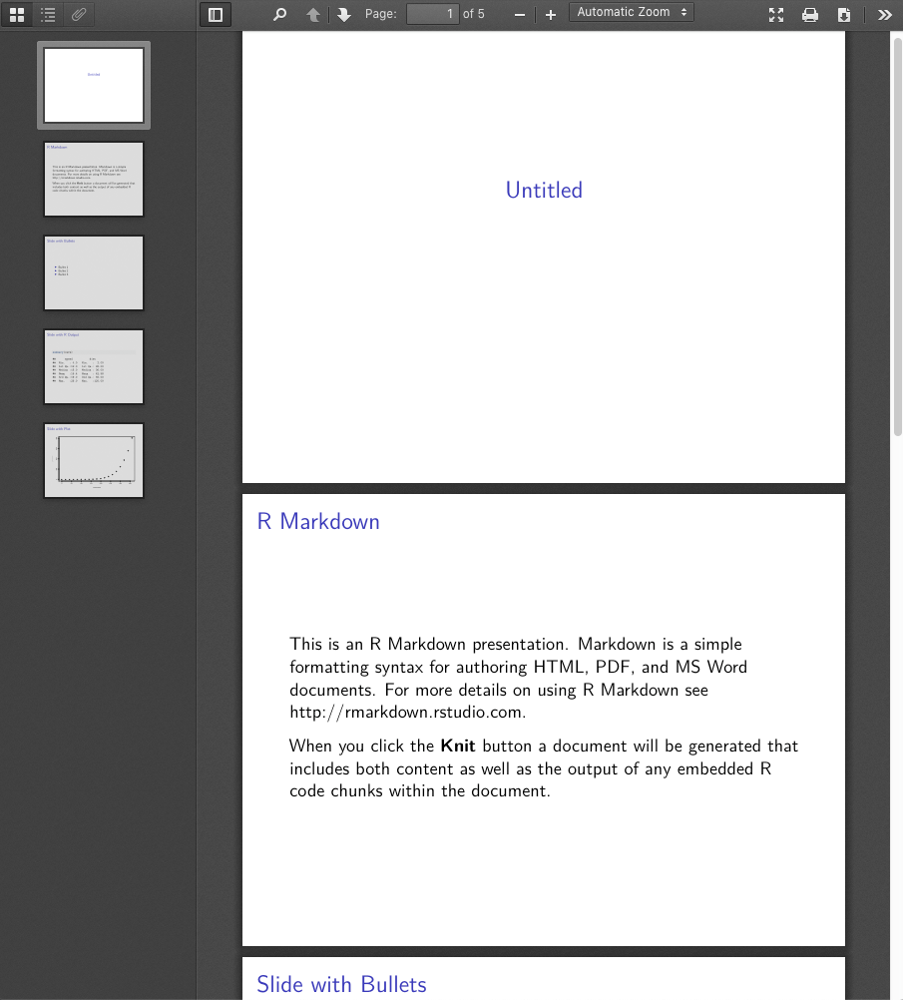 Page: 1 of 5 Automatic Zoom
Untitled
R Markdown
Slide with Bullets
Slide with R Output
Slide with Plot
Untitled
R Markdown
This is an R Markdown presentation. Markdown is a simple
formatting syntax for authoring HTML, PDF, and MS Word
documents. For more details on using R Markdown see
http://rmarkdown.rstudio.com.
When you click the Knit button a document will be generated that
includes both content as well as the output of any embedded R
code chunks within the document.
Slide with Bullets